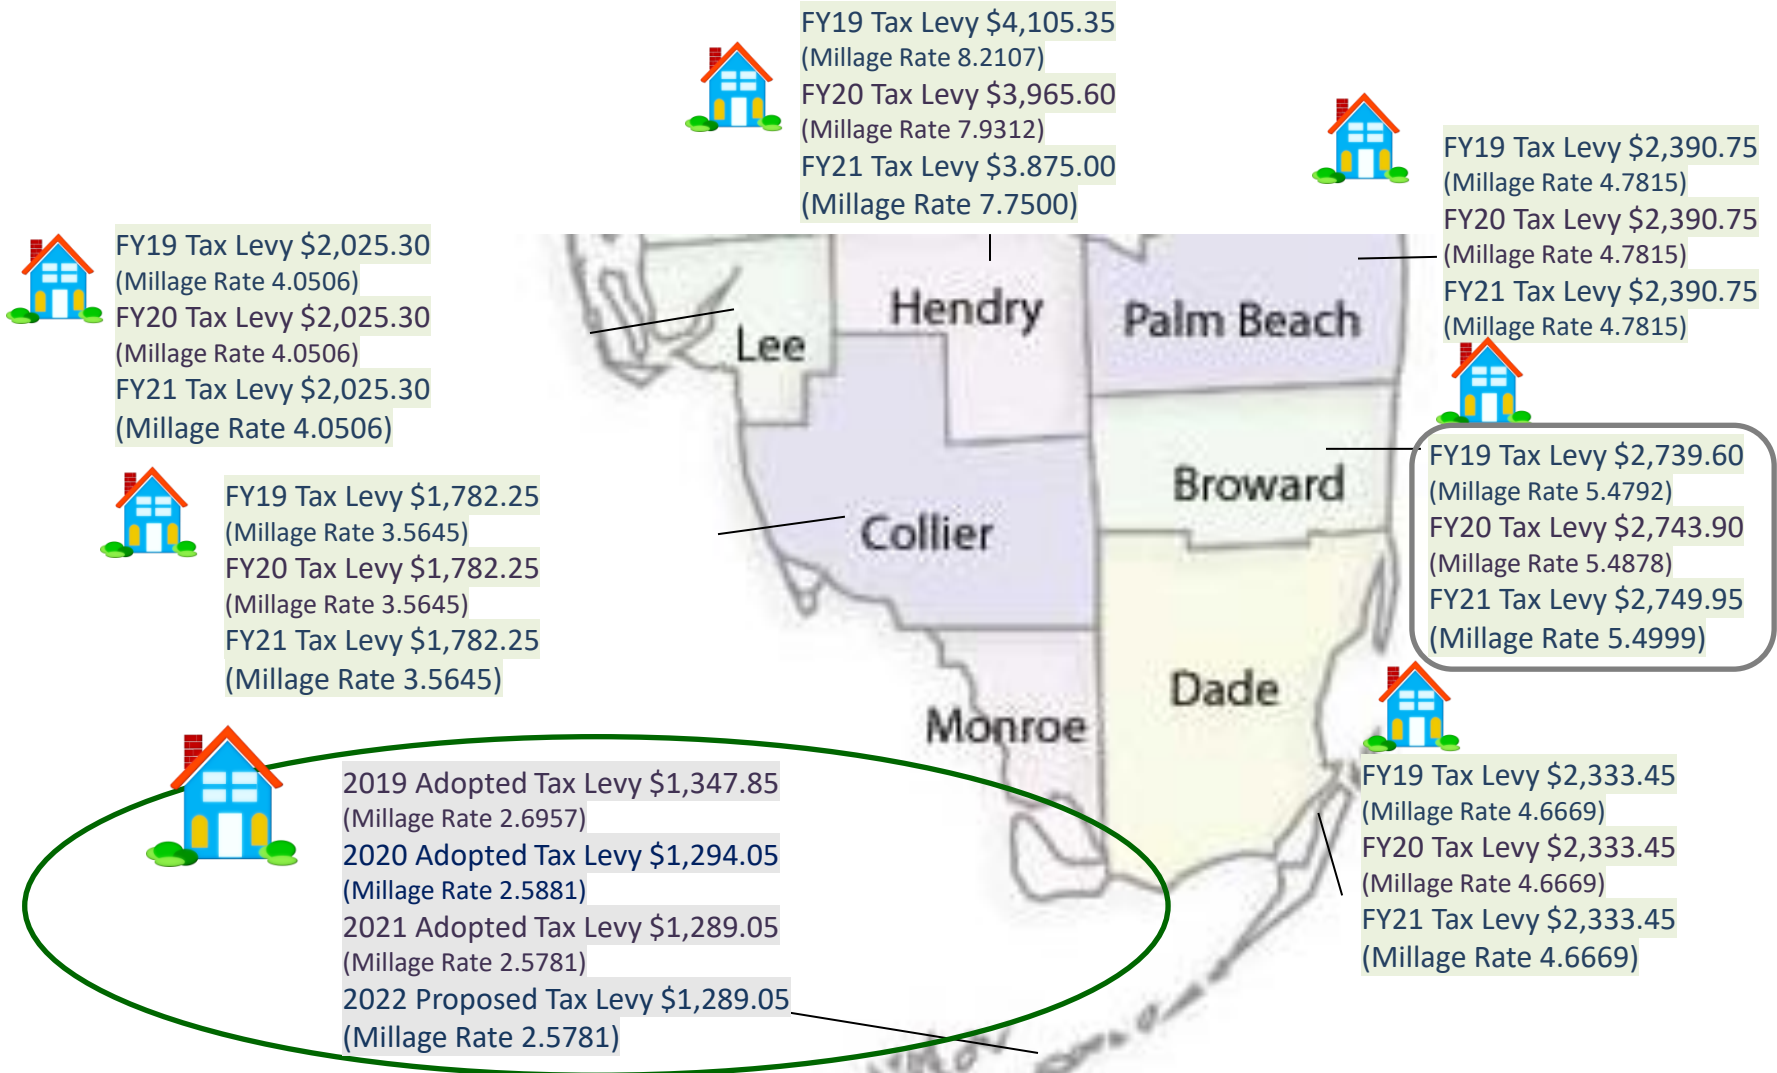 FY19 Tax Levy $4,105.35
(Millage Rate 8.2107)
FY20 Tax Levy $3,965.60
(Millage Rate 7.9312)
FY21 Tax Levy $3.875.00
(Millage Rate 7.7500)
FY19 Tax Levy $2,390.75
(Millage Rate 4.7815)
FY20 Tax Levy $2,390.75
(Millage Rate 4.7815)
FY21 Tax Levy $2,390.75
(Millage Rate 4.7815)
FY19 Tax Levy $2,025.30
(Millage Rate 4.0506)
FY20 Tax Levy $2,025.30
(Millage Rate 4.0506)
FY21 Tax Levy $2,025.30
(Millage Rate 4.0506)
Hendry
Palm Beach
Lee
FY19 Tax Levy $2,739.60
(Millage Rate 5.4792)
FY20 Tax Levy $2,743.90
(Millage Rate 5.4878)
FY21 Tax Levy $2,749.95
(Millage Rate 5.4999)
Broward
Collier
FY19 Tax Levy $1,782.25
(Millage Rate 3.5645)
FY20 Tax Levy $1,782.25
(Millage Rate 3.5645)
FY21 Tax Levy $1,782.25
(Millage Rate 3.5645)
Dade
Monroe
2019 Adopted Tax Levy $1,347.85
(Millage Rate 2.6957)
2020 Adopted Tax Levy $1,294.05
(Millage Rate 2.5881)
2021 Adopted Tax Levy $1,289.05
(Millage Rate 2.5781)
2022 Proposed Tax Levy $1,289.05
(Millage Rate 2.5781)
FY19 Tax Levy $2,333.45
(Millage Rate 4.6669)
FY20 Tax Levy $2,333.45
(Millage Rate 4.6669)
FY21 Tax Levy $2,333.45
(Millage Rate 4.6669)